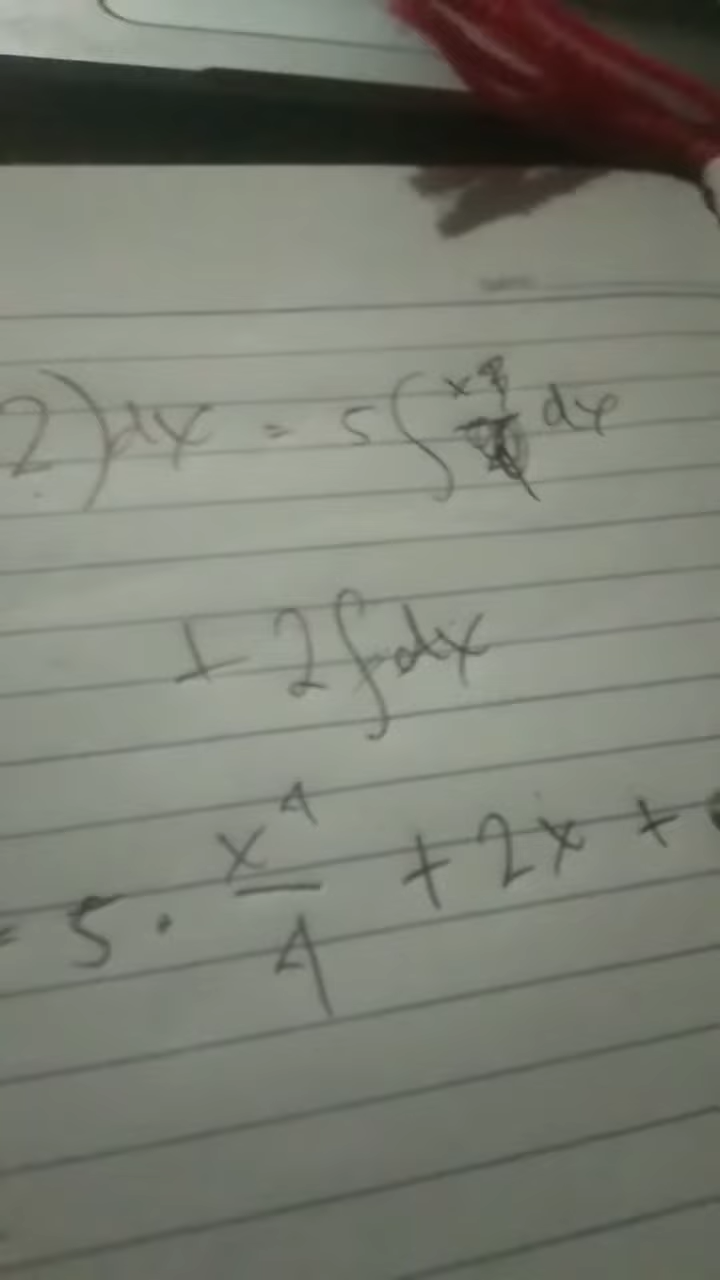 2)dx = 5∫ x³ dx
+ 2∫dx
= 5 · x⁴/4 + 2x +